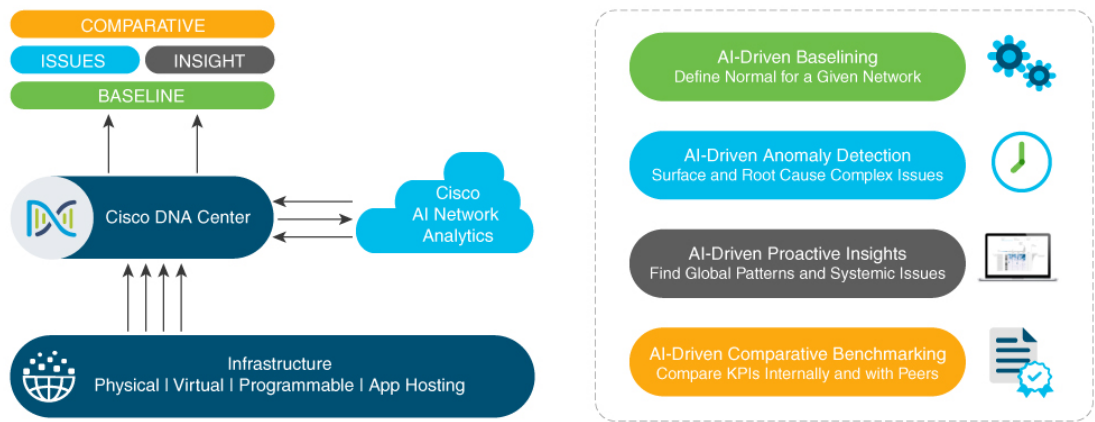 COMPARATIVE
ISSUES
INSIGHT
BASELINE
Cisco DNA Center
Cisco
AI Network
Analytics
Infrastructure
Physical | Virtual | Programmable | App Hosting
AI-Driven Baselining
Define Normal for a Given Network
AI-Driven Anomaly Detection
Surface and Root Cause Complex Issues
AI-Driven Proactive Insights
Find Global Patterns and Systemic Issues
AI-Driven Comparative Benchmarking
Compare KPIs Internally and with Peers